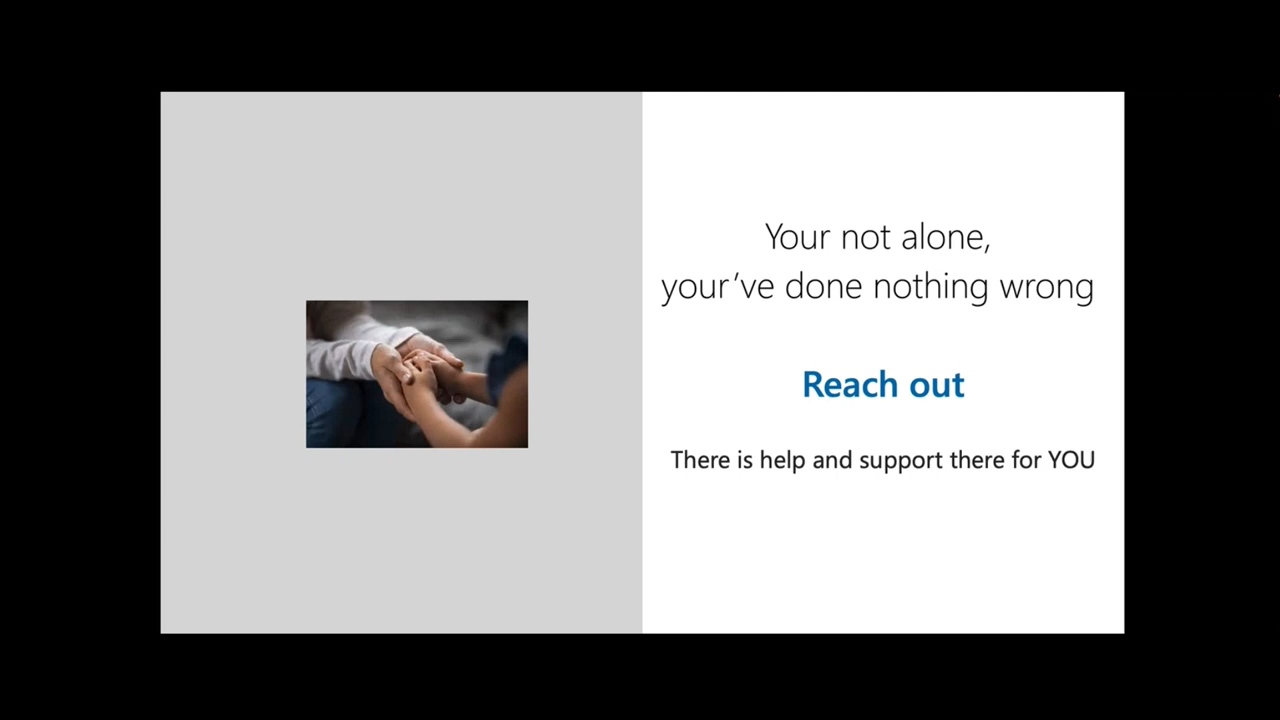 Your not alone,
your’ve done nothing wrong
Reach out
There is help and support there for YOU